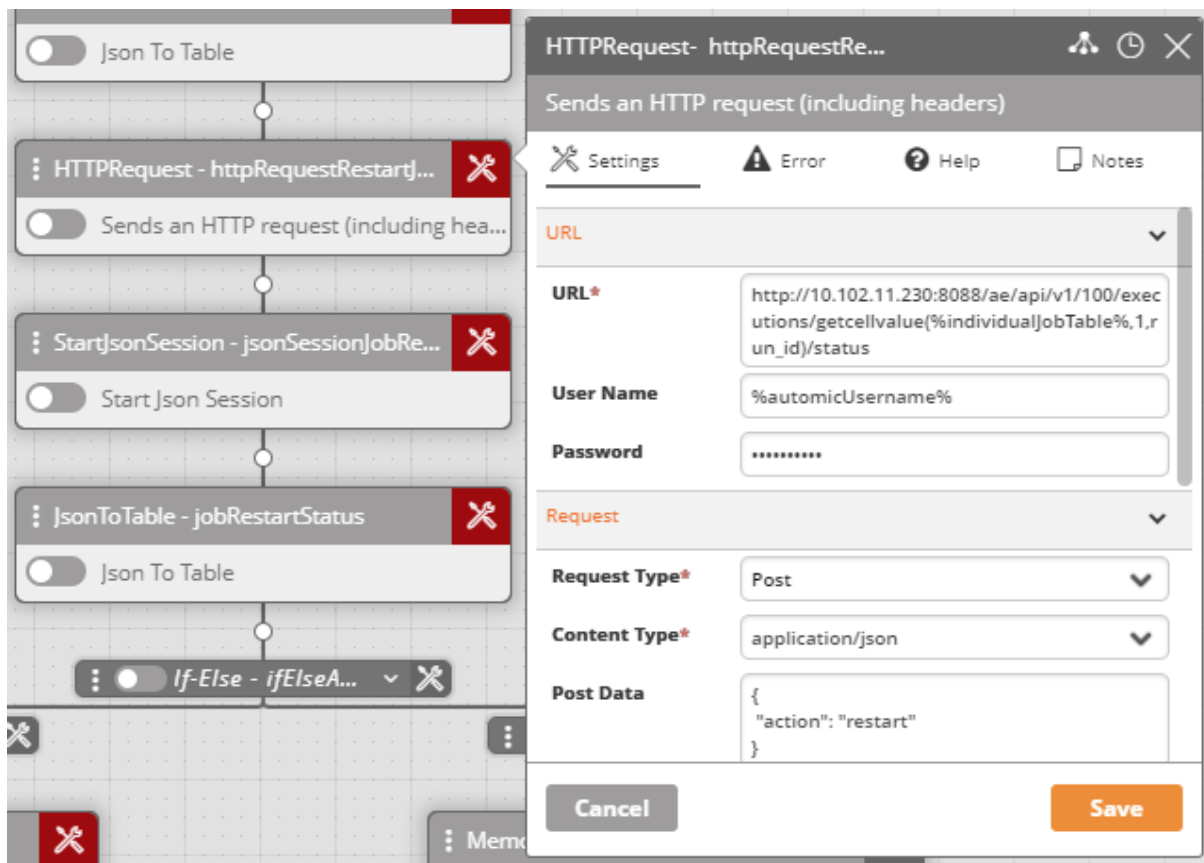 Json To Table
HTTPRequest - httpRequestRestartJ...
Sends an HTTP request (including hea...
StartJsonSession - jsonSessionJobRe...
Start Json Session
JsonToTable - jobRestartStatus
Json To Table
If-Else - ifElseA...
Memo
HTTPRequest- httpRequestRe...
Sends an HTTP request (including headers)
Settings
Error
Help
Notes
URL
URL*
http://10.102.11.230:8088/ae/api/v1/100/exec
utions/getcellvalue(%individualJobTable%,1,r
un_id)/status
User Name
%automicUsername%
Password
••••••••••
Request
Request Type*
Post
Content Type*
application/json
Post Data
{
"action": "restart"
}
Cancel
Save